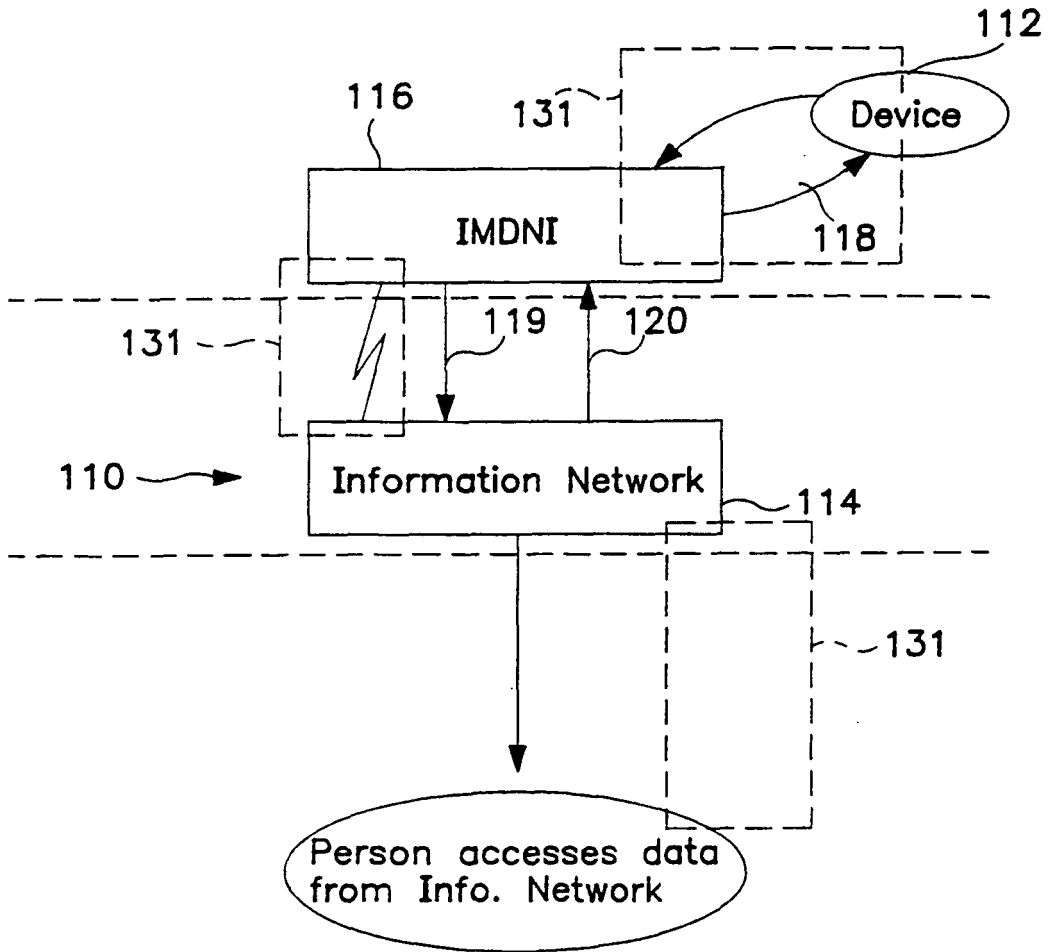 112
116
131
Device
IMDNI
118
131
119
120
110
Information Network
114
131
Person accesses data
from Info. Network